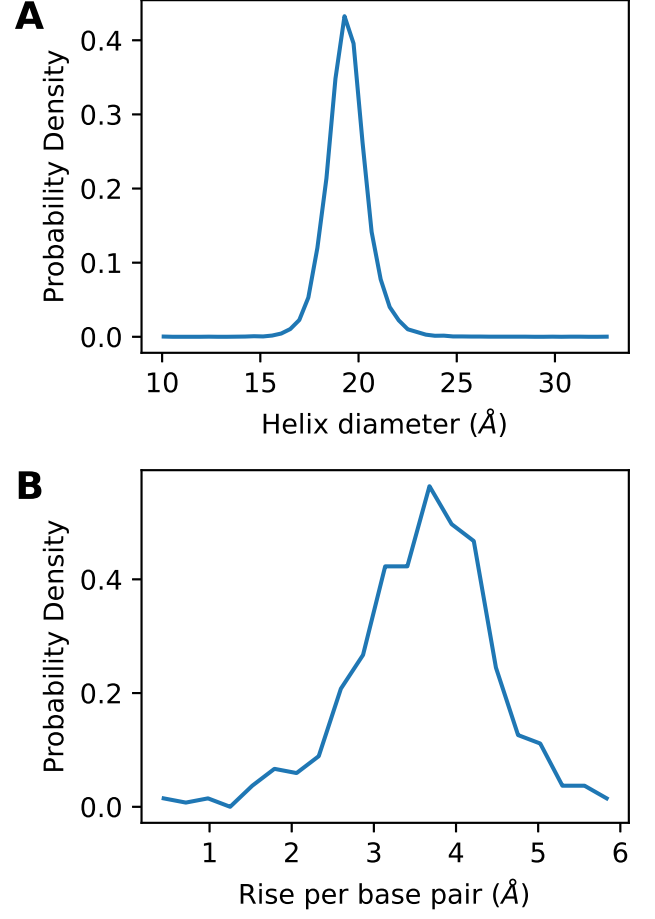 A
Probability Density
0.4
0.3
0.2
0.1
0.0
10 15 20 25 30
Helix diameter (Å)
B
Probability Density
0.4
0.2
0.0
1 2 3 4 5 6
Rise per base pair (Å)